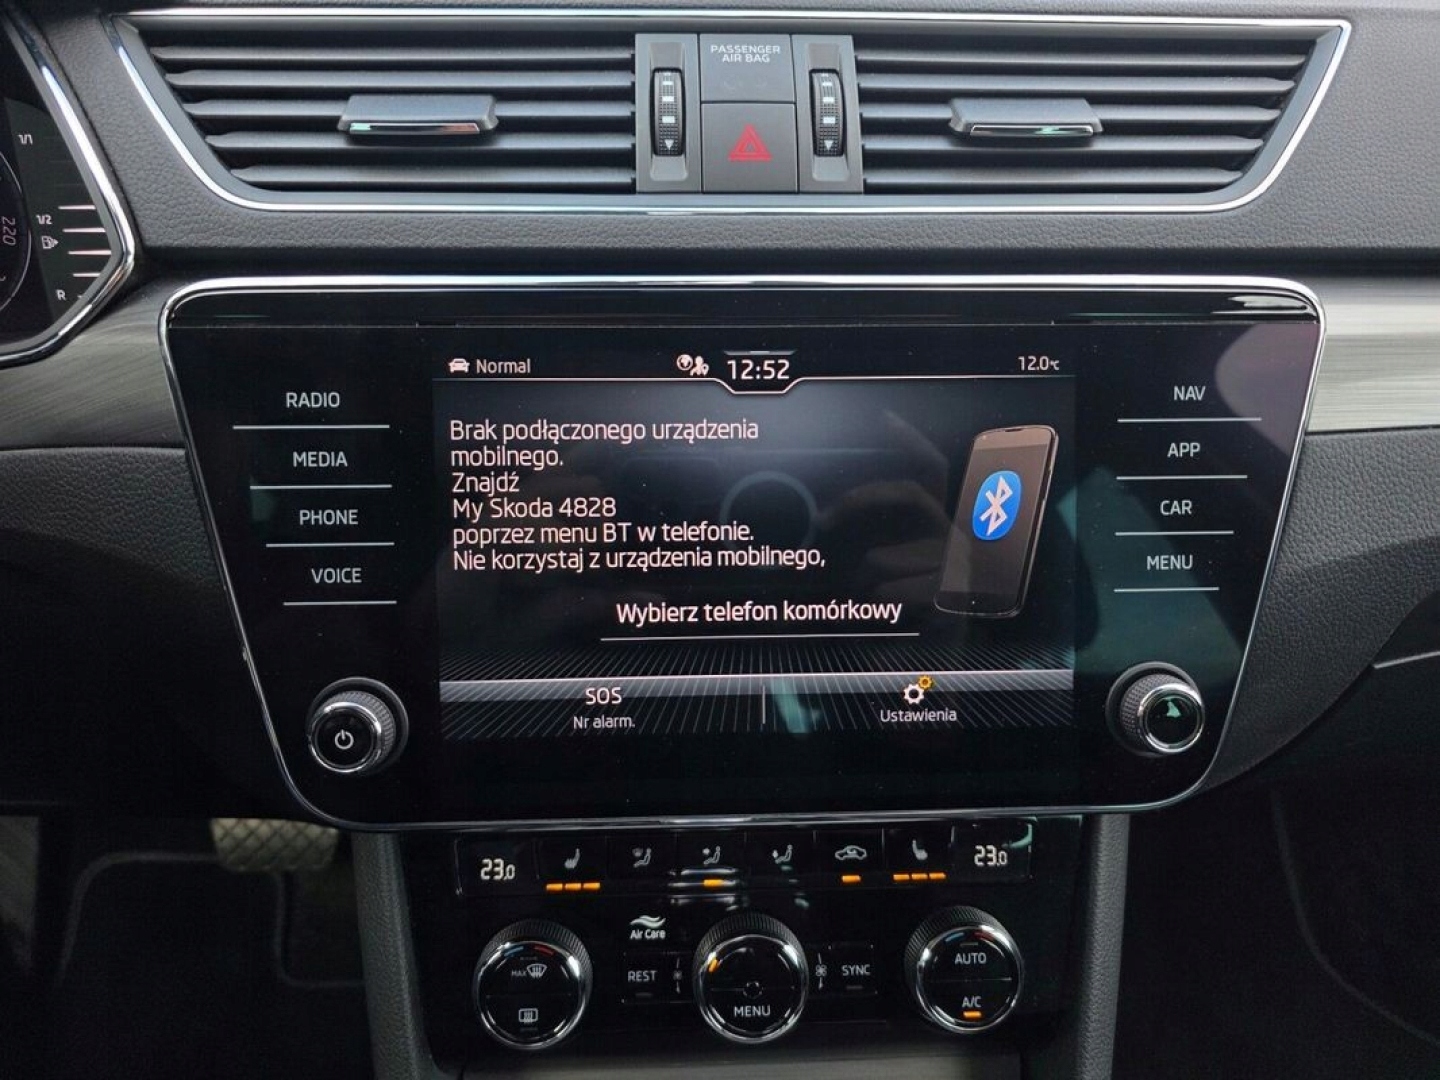 PASSENGER
AIR BAG
1/1
1/2
220
R
Normal
12:52
12.0°C
RADIO
MEDIA
PHONE
VOICE
NAV
APP
CAR
MENU
Brak podłączonego urządzenia
mobilnego.
Znajdź
My Skoda 4828
poprzez menu BT w telefonie.
Nie korzystaj z urządzenia mobilnego,
Wybierz telefon komórkowy
SOS
Nr alarm.
Ustawienia
23.0
23.0
Air Care
MAX
REST
MENU
SYNC
AUTO
A/C